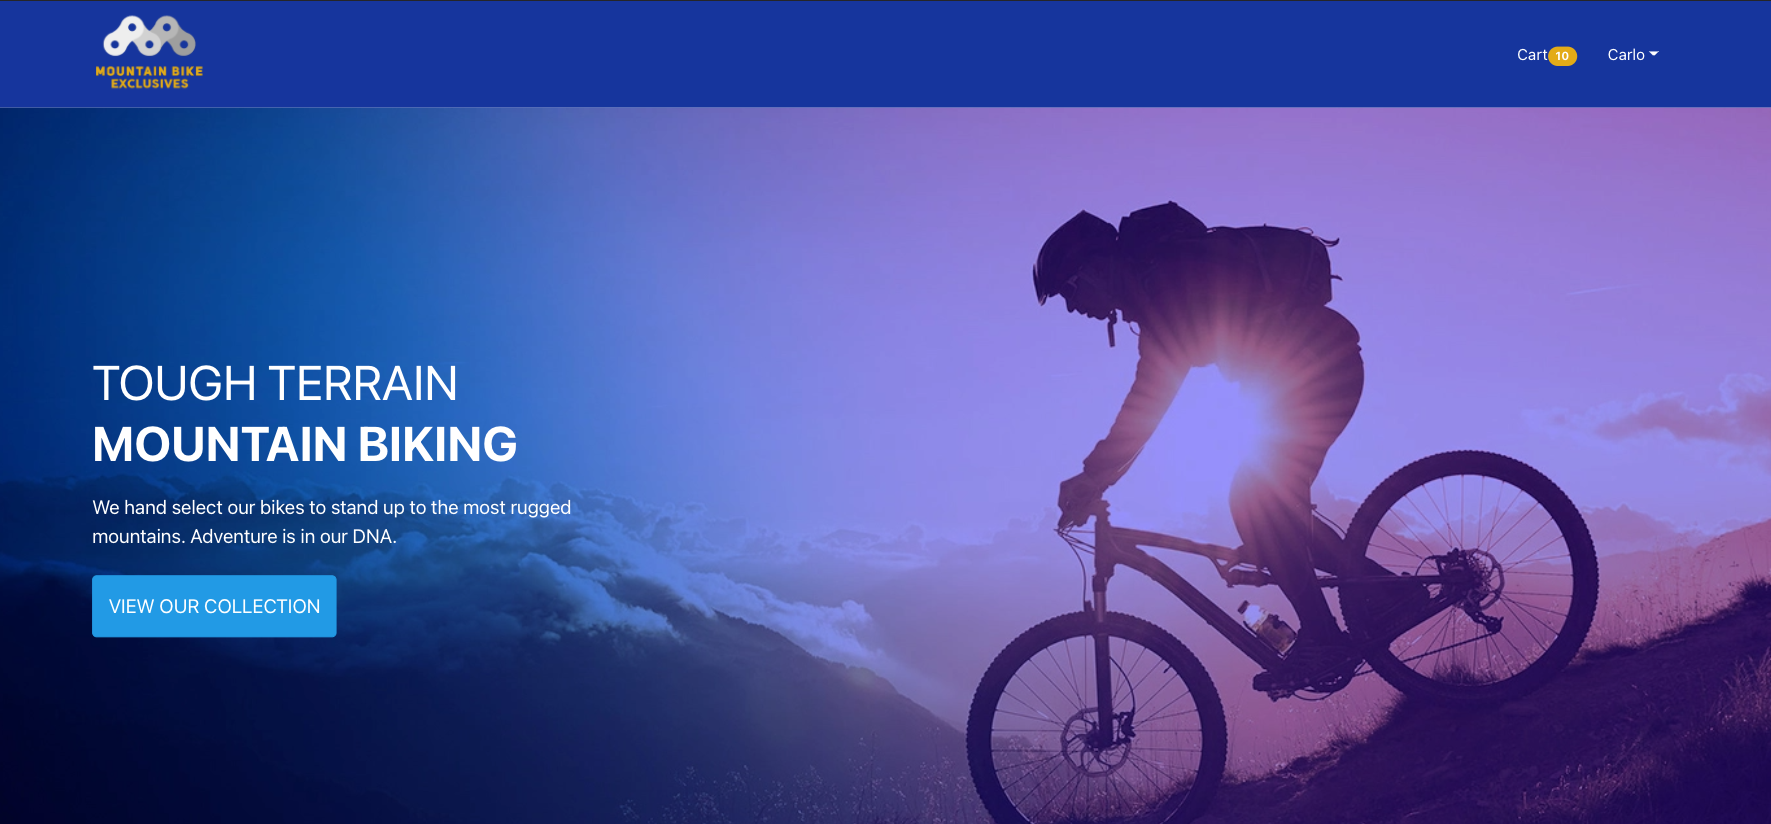 MOUNTAIN BIKE
EXCLUSIVES
Cart 10
Carlo
TOUGH TERRAIN
MOUNTAIN BIKING
We hand select our bikes to stand up to the most rugged
mountains. Adventure is in our DNA.
VIEW OUR COLLECTION